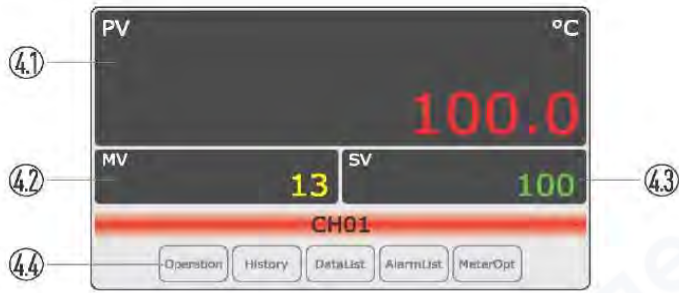 PV °C
4.1
100.0
MV SV
4.2 13 100 4.3
CH01
4.4 Operation History DataList AlarmList MeterOpt